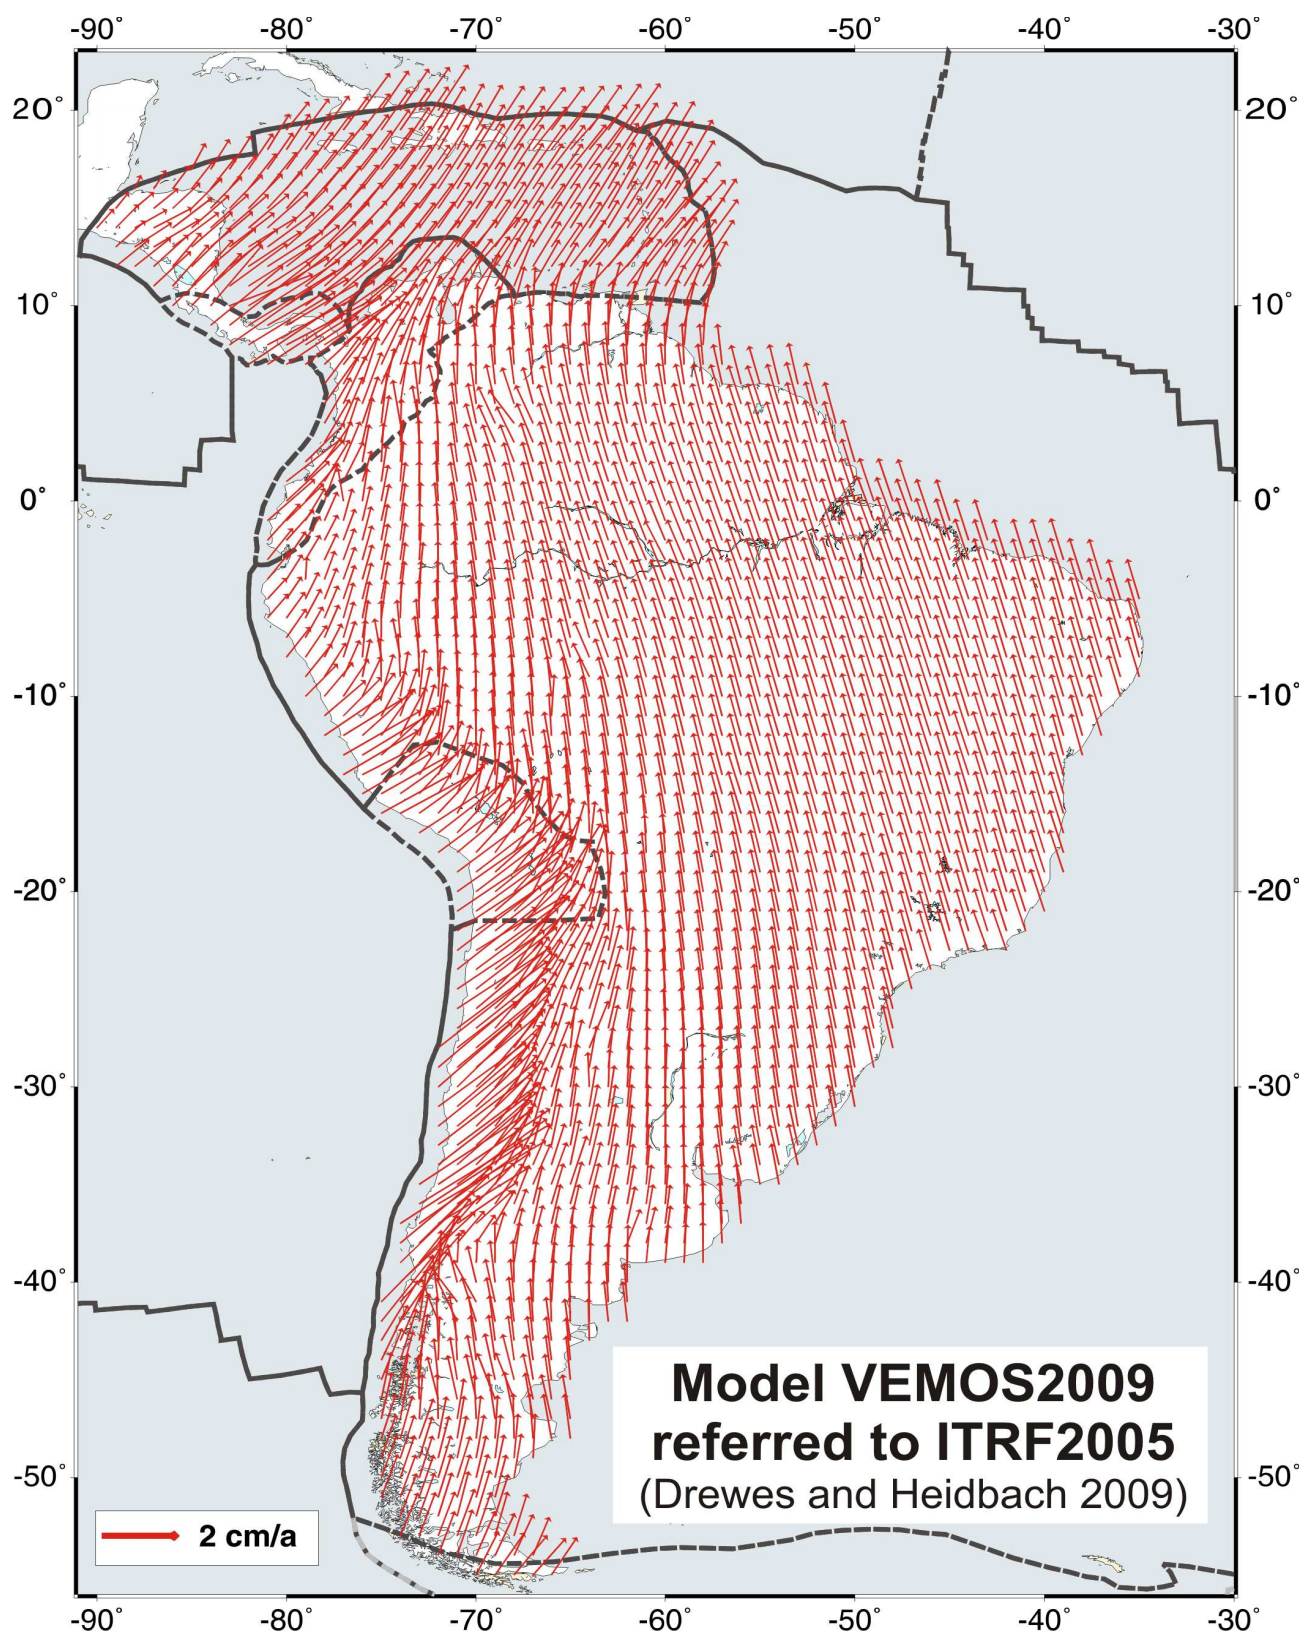 -90° -80° -70° -60° -50° -40° -30°
20° 20°
10° 10°
0° 0°
-10° -10°
-20° -20°
-30° -30°
-40° -40°
Model VEMOS2009
referred to ITRF2005
-50° (Drewes and Heidbach 2009) -50°
2 cm/a
-90° -80° -70° -60° -50° -40° -30°